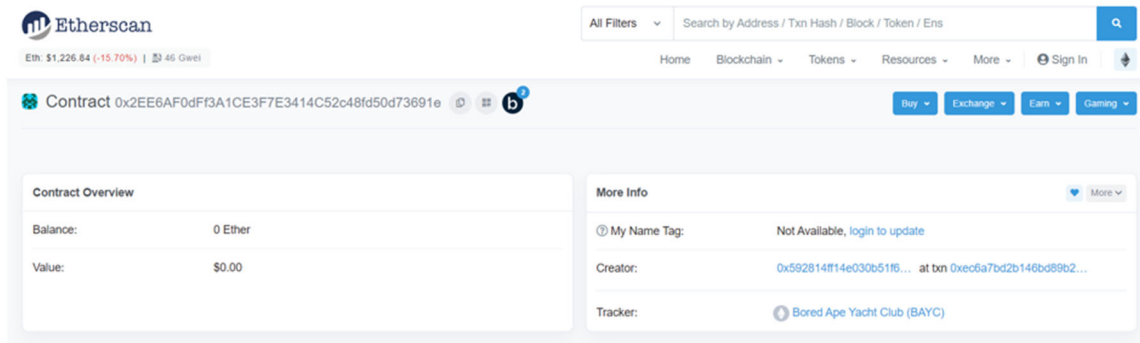 Etherscan
All Filters Search by Address / Txn Hash / Block / Token / Ens
Eth: $1,226.84 (-15.70%) | 46 Gwei
Home Blockchain Tokens Resources More Sign In
Contract 0x2EE6AF0dFf3A1CE3F7E3414C52c48fd50d73691e b 2
Buy Exchange Earn Gaming
Contract Overview
Balance: 0 Ether
Value: $0.00
More Info
More
My Name Tag: Not Available, login to update
Creator: 0x592814ff14e030b51f6... at txn 0xec6a7bd2b146bd89b2...
Tracker: Bored Ape Yacht Club (BAYC)